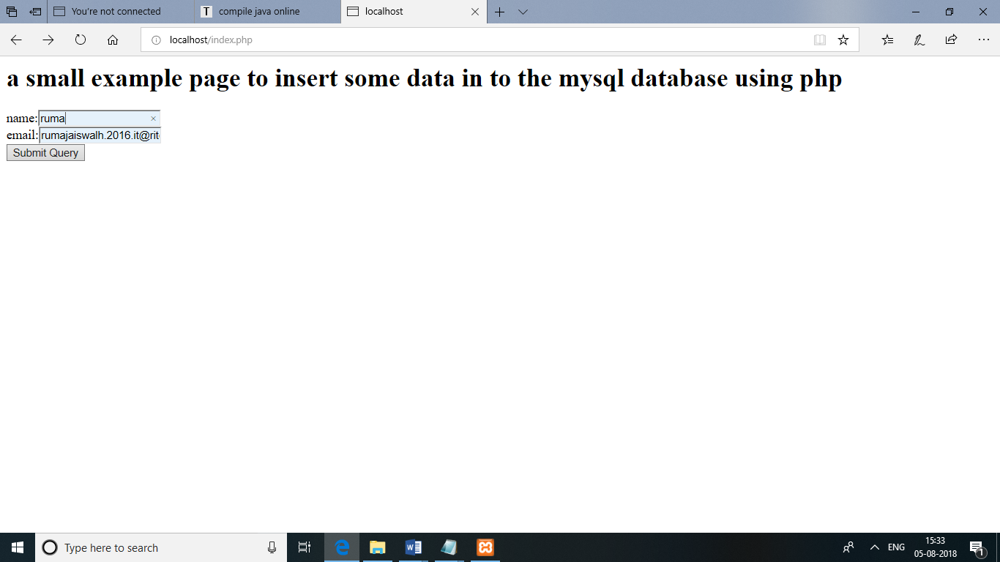 You're not connected
T compile java online
localhost
localhost/index.php
a small example page to insert some data in to the mysql database using php
name:ruma
email:rumajaiswalh.2016.it@rit
Submit Query
Type here to search
ENG
15:33
05-08-2018
1